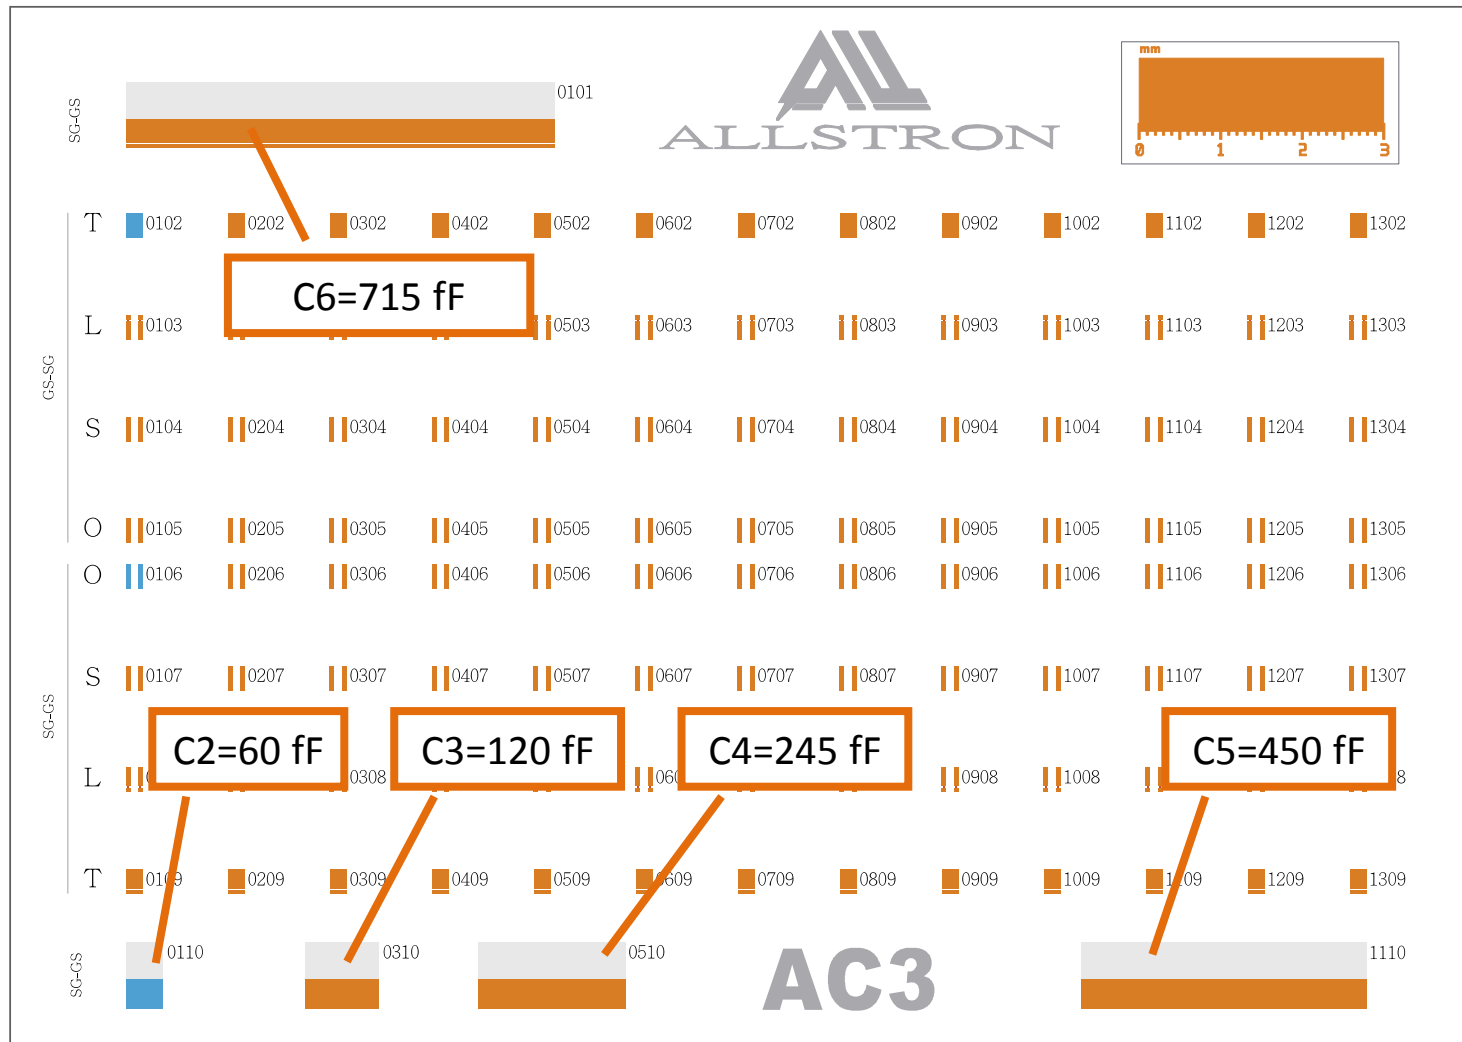 mm
0 1 2 3
ALLSTRON
SG-GS
0101
T 0102 0202 0302 0402 0502 0602 0702 0802 0902 1002 1102 1202 1302
C6=715 fF
GS-SG
L 0103 0503 0603 0703 0803 0903 1003 1103 1203 1303
S 0104 0204 0304 0404 0504 0604 0704 0804 0904 1004 1104 1204 1304
O 0105 0205 0305 0405 0505 0605 0705 0805 0905 1005 1105 1205 1305
O 0106 0206 0306 0406 0506 0606 0706 0806 0906 1006 1106 1206 1306
SG-GS
S 0107 0207 0307 0407 0507 0607 0707 0807 0907 1007 1107 1207 1307
C2=60 fF C3=120 fF C4=245 fF C5=450 fF
L 0308 0908 1008
T 0109 0209 0309 0409 0509 0609 0709 0809 0909 1009 1109 1209 1309
SG-GS
0110 0310 0510 1110
AC3